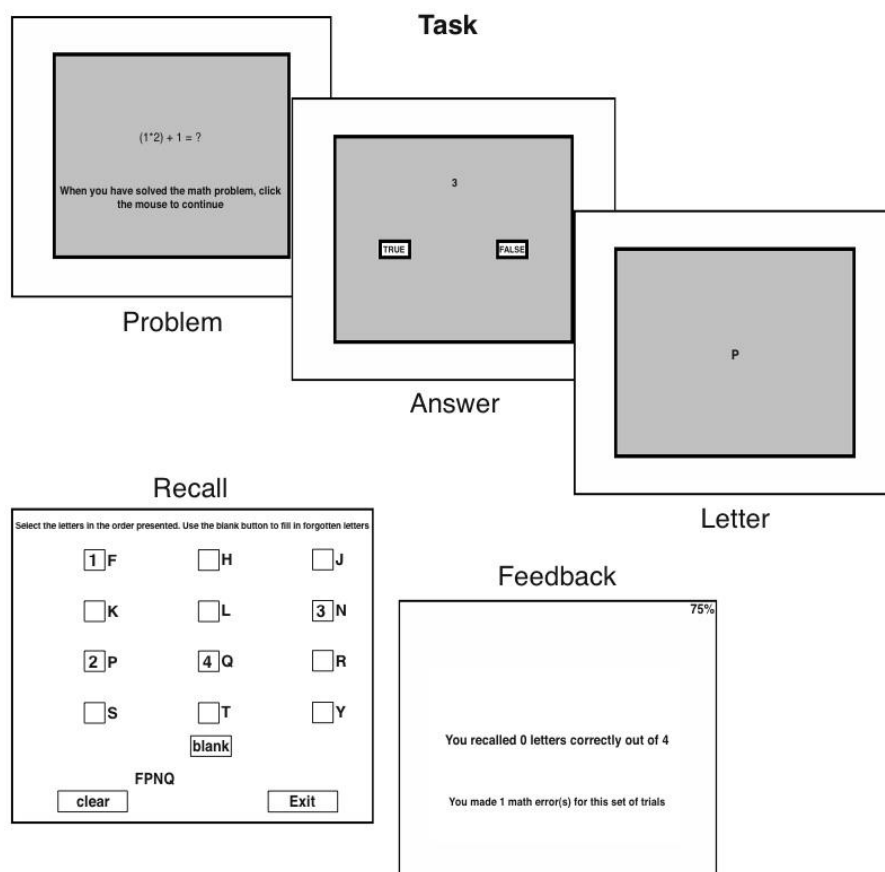 Task
(1*2) + 1 = ?
When you have solved the math problem, click
the mouse to continue
Problem
3
TRUE FALSE
Answer
P
Letter
Recall
Select the letters in the order presented. Use the blank button to fill in forgotten letters
1 F H J
K L 3 N
2 P 4 Q R
S T Y
blank
FPNQ
clear Exit
Feedback
75%
You recalled 0 letters correctly out of 4
You made 1 math error(s) for this set of trials